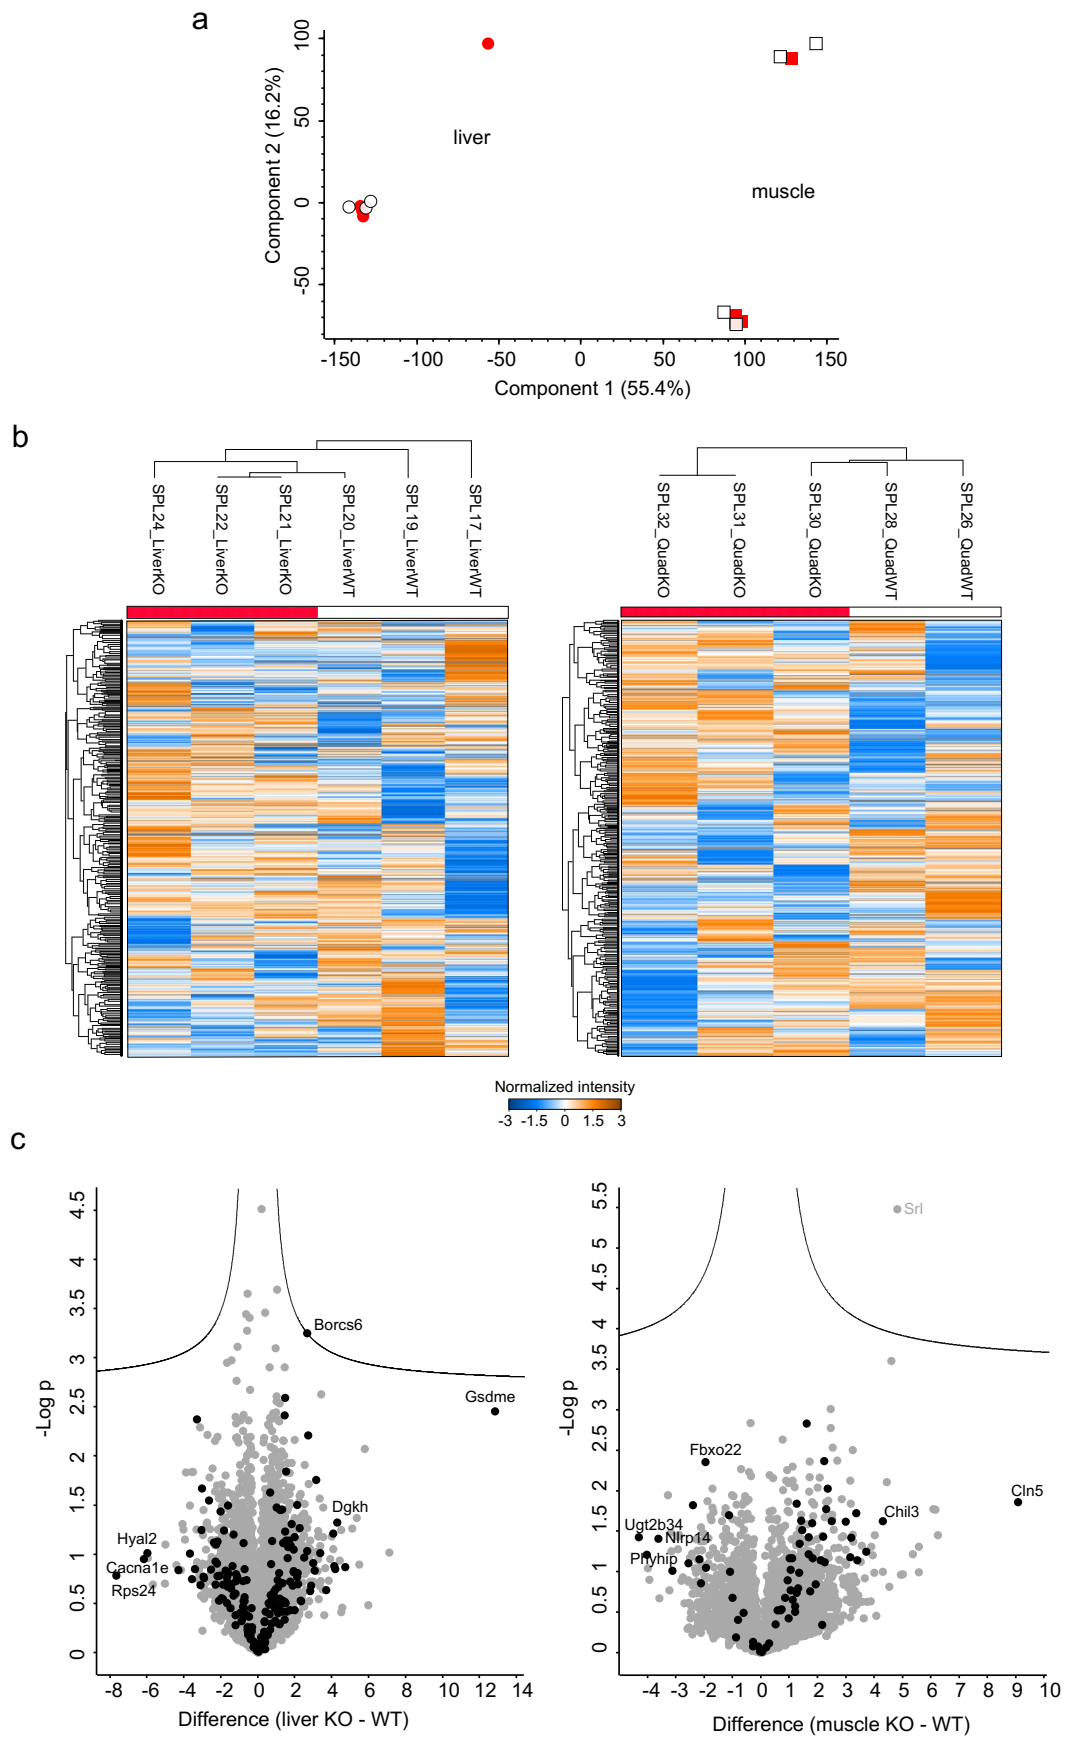 a
100
50
0
-50
Component 2 (16.2%)
liver
muscle
-150 -100 -50 0 50 100 150
Component 1 (55.4%)
b
SPL24_LiverKO
SPL22_LiverKO
SPL21_LiverKO
SPL20_LiverWT
SPL19_LiverWT
SPL17_LiverWT
SPL32_QuadKO
SPL31_QuadKO
SPL30_QuadKO
SPL28_QuadWT
SPL26_QuadWT
Normalized intensity
-3 -1.5 0 1.5 3
c
4.5
4
3.5
3
2.5
2
1.5
1
0.5
0
-Log p
Borcs6
Gsdme
Dgkh
Hyal2
Cacna1e
Rps24
-8 -6 -4 -2 0 2 4 6 8 10 12 14
Difference (liver KO - WT)
5.5
5
4.5
4
3.5
3
2.5
2
1.5
1
0.5
0
-Log p
Srl
Fbxo22
Cln5
Chil3
Ugt2b34
Nlrp14
Phyhip
-4 -3 -2 -1 0 1 2 3 4 5 6 7 8 9 10
Difference (muscle KO - WT)